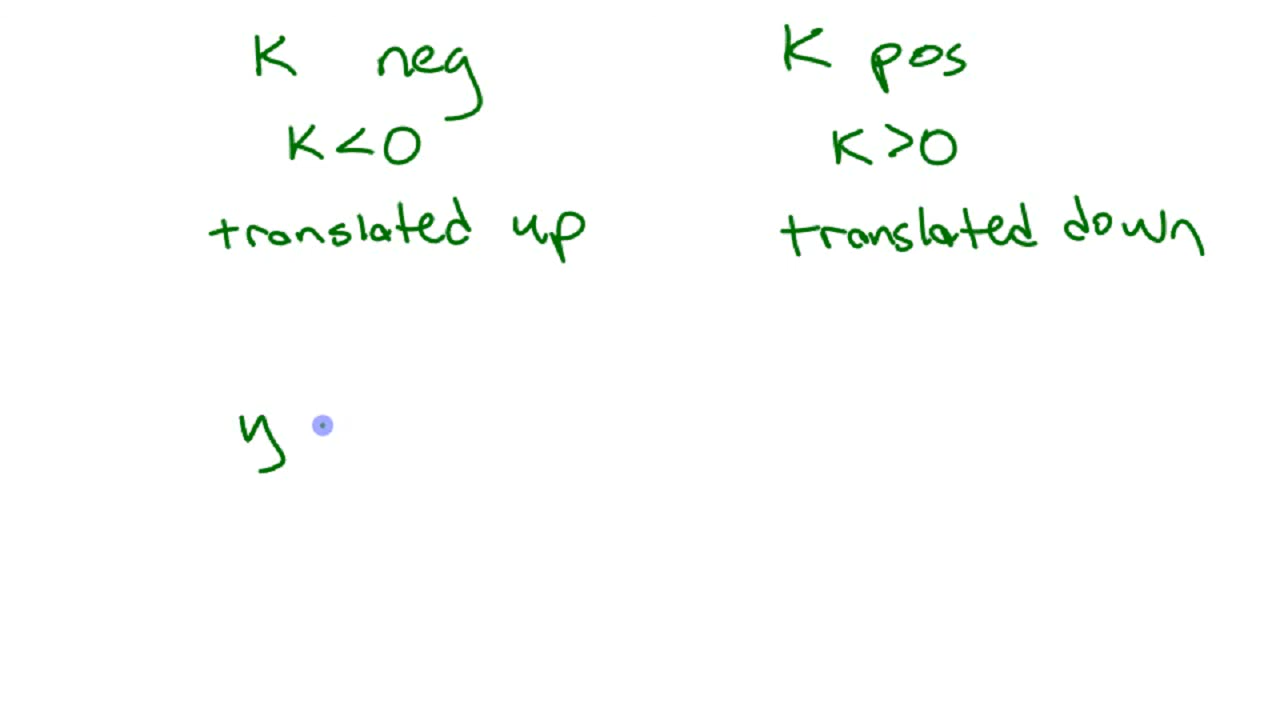 K neg
K<0
translated up
K pos
K>0
translated down
y